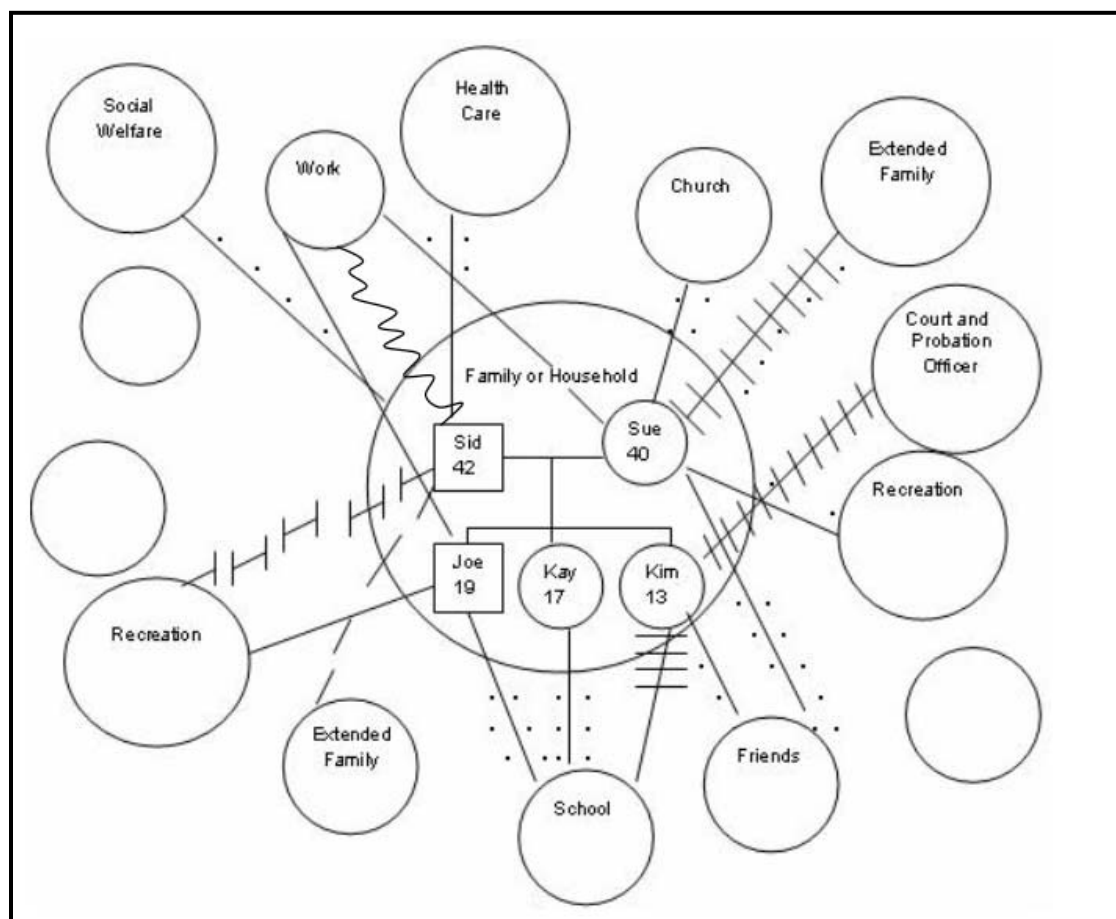 Social
Welfare
Work
Health
Care
Church
Extended
Family
Court and
Probation
Officer
Family or Household
Sid
42
Sue
40
Recreation
Joe
19
Kay
17
Kim
13
Recreation
Extended
Family
School
Friends